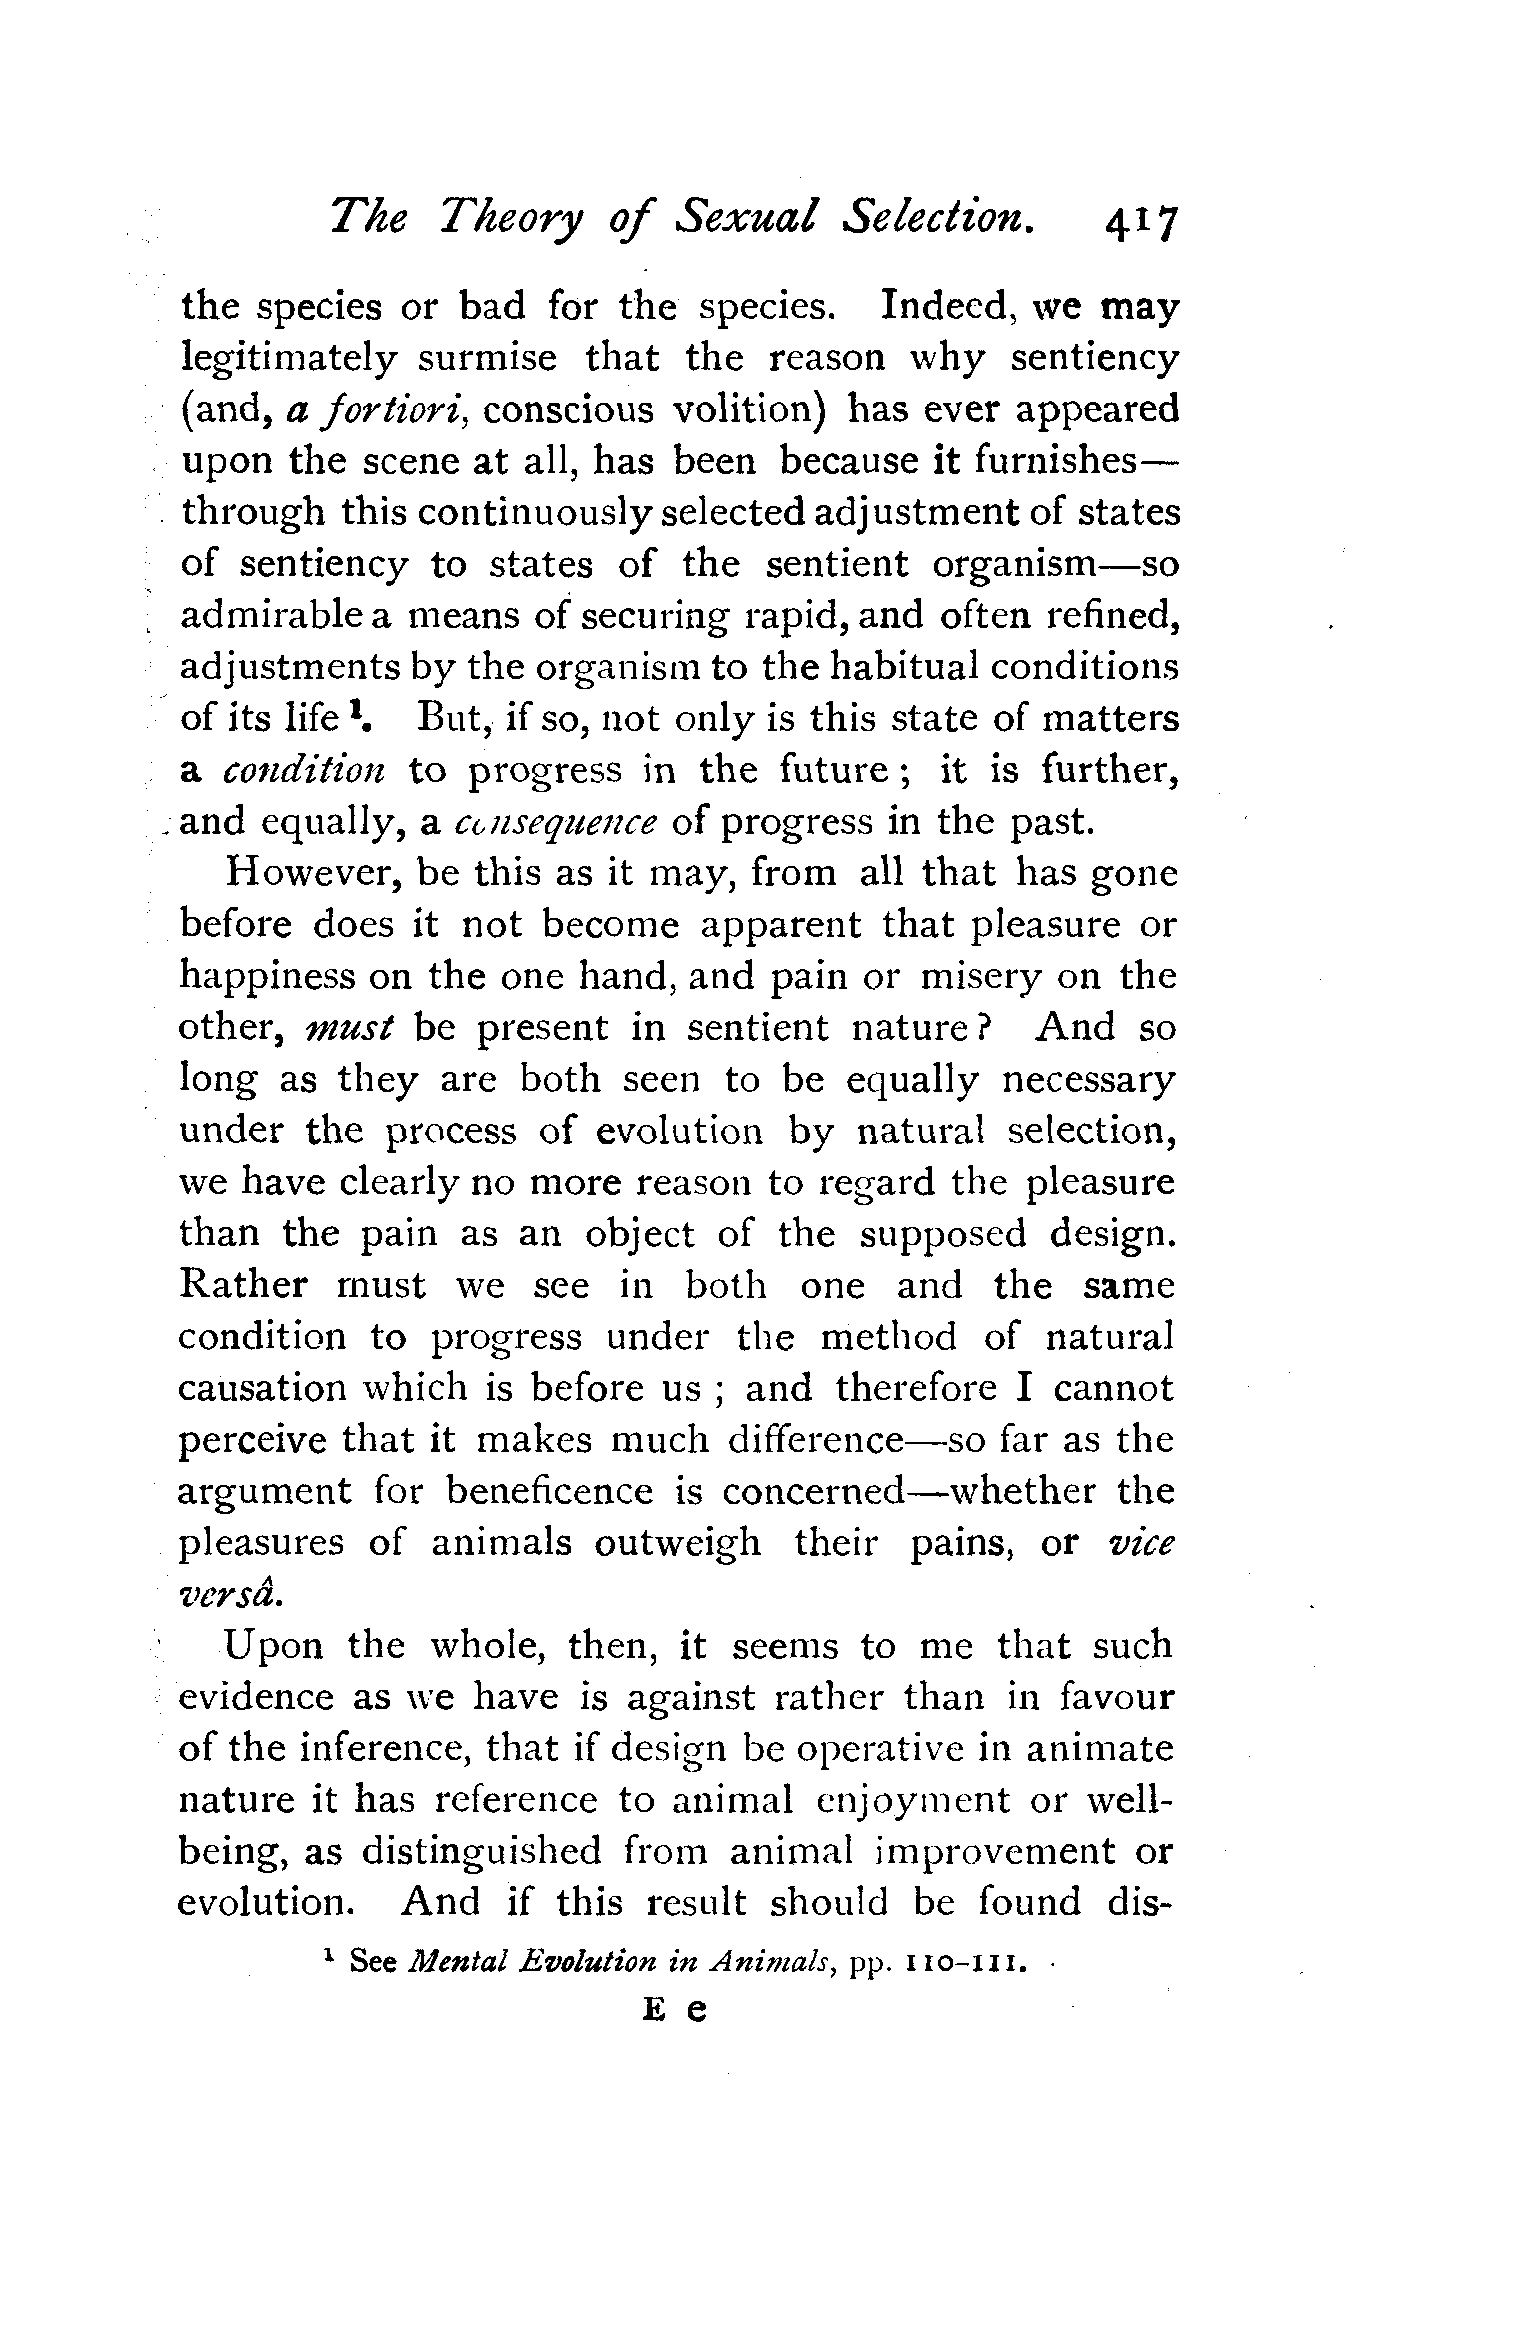 The Theory of Sexual Selection. 417
the species or bad for the species. Indeed, we may
legitimately surmise that the reason why sentiency
(and, a fortiori, conscious volition) has ever appeared
upon the scene at all, has been because it furnishes—
through this continuously selected adjustment of states
of sentiency to states of the sentient organism—so
admirable a means of securing rapid, and often refined,
adjustments by the organism to the habitual conditions
of its life ¹. But, if so, not only is this state of matters
a condition to progress in the future ; it is further,
and equally, a consequence of progress in the past.
However, be this as it may, from all that has gone
before does it not become apparent that pleasure or
happiness on the one hand, and pain or misery on the
other, must be present in sentient nature ? And so
long as they are both seen to be equally necessary
under the process of evolution by natural selection,
we have clearly no more reason to regard the pleasure
than the pain as an object of the supposed design.
Rather must we see in both one and the same
condition to progress under the method of natural
causation which is before us ; and therefore I cannot
perceive that it makes much difference—so far as the
argument for beneficence is concerned—whether the
pleasures of animals outweigh their pains, or vice
versâ.
Upon the whole, then, it seems to me that such
evidence as we have is against rather than in favour
of the inference, that if design be operative in animate
nature it has reference to animal enjoyment or well-
being, as distinguished from animal improvement or
evolution. And if this result should be found dis-
¹ See Mental Evolution in Animals, pp. 110-111.
E e